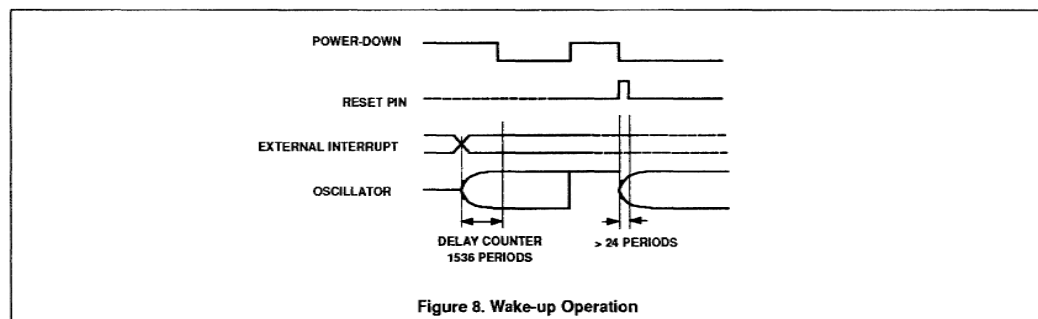 POWER-DOWN
RESET PIN
EXTERNAL INTERRUPT
OSCILLATOR
DELAY COUNTER
1536 PERIODS
> 24 PERIODS
Figure 8. Wake-up Operation